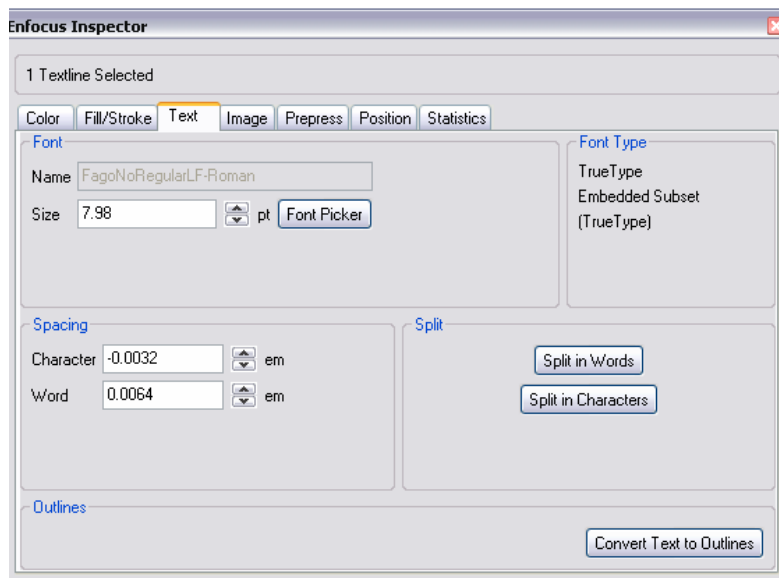 Enfocus Inspector
1 Textline Selected
Color Fill/Stroke Text Image Prepress Position Statistics
Font
Name FagoNoRegularLF-Roman
Size 7.98 pt Font Picker
Font Type
TrueType
Embedded Subset
(TrueType)
Spacing
Character -0.0032 em
Word 0.0064 em
Split
Split in Words
Split in Characters
Outlines
Convert Text to Outlines